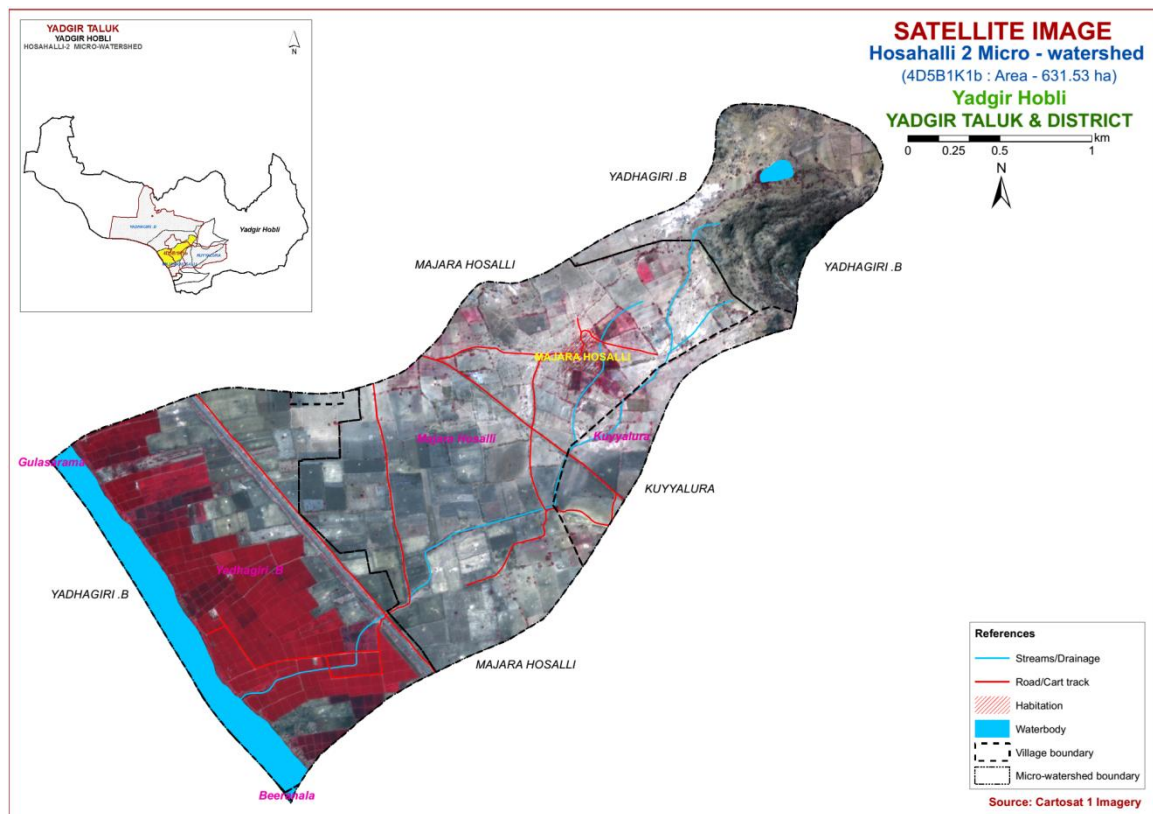 YADGIR TALUK
YADGIR HOBLI
HOSAHALLI-2 MICRO-WATERSHED
N
YADHAGIRI .B
Yadgir Hobli
KUYYALURA
SATELLITE IMAGE
Hosahalli 2 Micro - watershed
(4D5B1K1b : Area - 631.53 ha)
Yadgir Hobli
YADGIR TALUK & DISTRICT
km
0 0.25 0.5 1
N
YADHAGIRI .B
MAJARA HOSALLI
YADHAGIRI .B
MAJARA HOSALLI
Majara Hosalli
Kuyyalura
Gulasarama
KUYYALURA
Yadhagiri .B
YADHAGIRI .B
MAJARA HOSALLI
Beeranala
References
Streams/Drainage
Road/Cart track
Habitation
Waterbody
Village boundary
Micro-watershed boundary
Source: Cartosat 1 Imagery